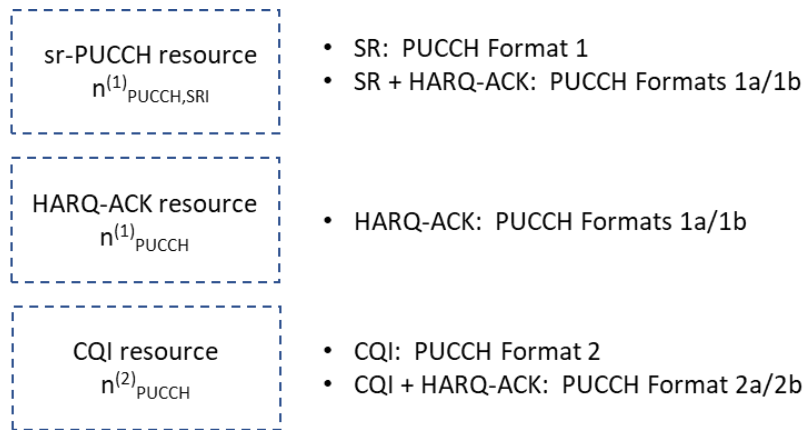 sr-PUCCH resource
n⁽¹⁾PUCCH,SRI
• SR: PUCCH Format 1
• SR + HARQ-ACK: PUCCH Formats 1a/1b
HARQ-ACK resource
n⁽¹⁾PUCCH
• HARQ-ACK: PUCCH Formats 1a/1b
CQI resource
n⁽²⁾PUCCH
• CQI: PUCCH Format 2
• CQI + HARQ-ACK: PUCCH Format 2a/2b